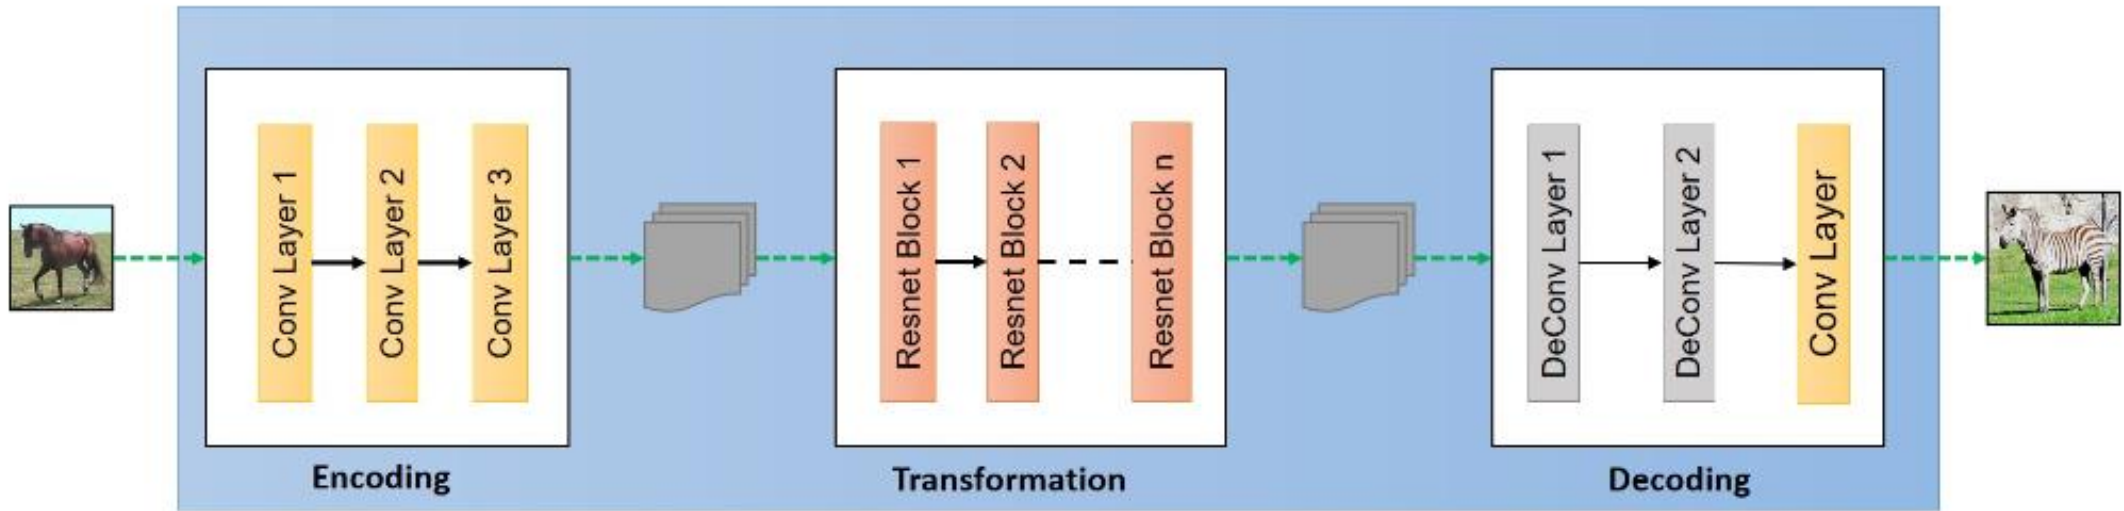 Conv Layer 1
Conv Layer 2
Conv Layer 3
Encoding
Resnet Block 1
Resnet Block 2
Resnet Block n
Transformation
DeConv Layer 1
DeConv Layer 2
Conv Layer
Decoding